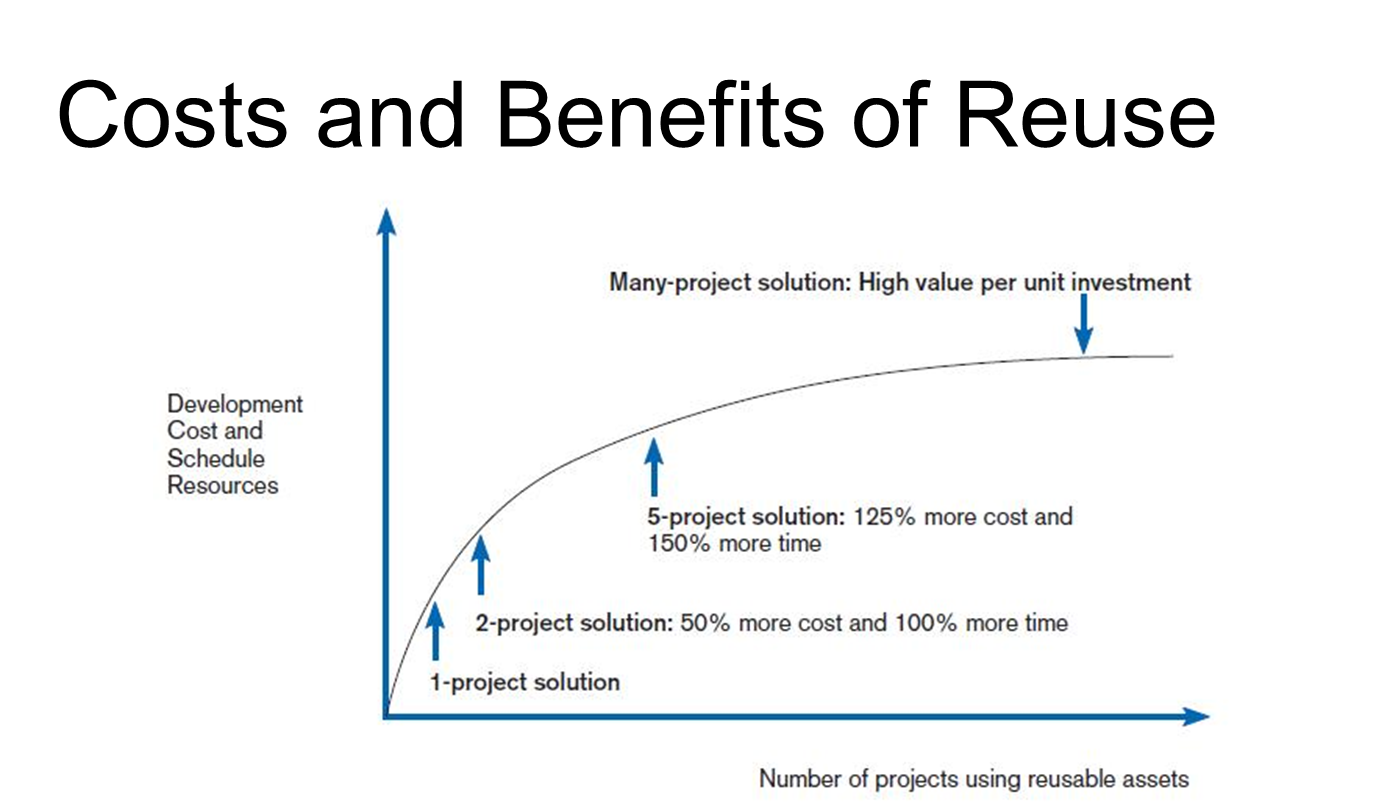 Costs and Benefits of Reuse
Many-project solution: High value per unit investment
Development
Cost and
Schedule
Resources
5-project solution: 125% more cost and
150% more time
2-project solution: 50% more cost and 100% more time
1-project solution
Number of projects using reusable assets